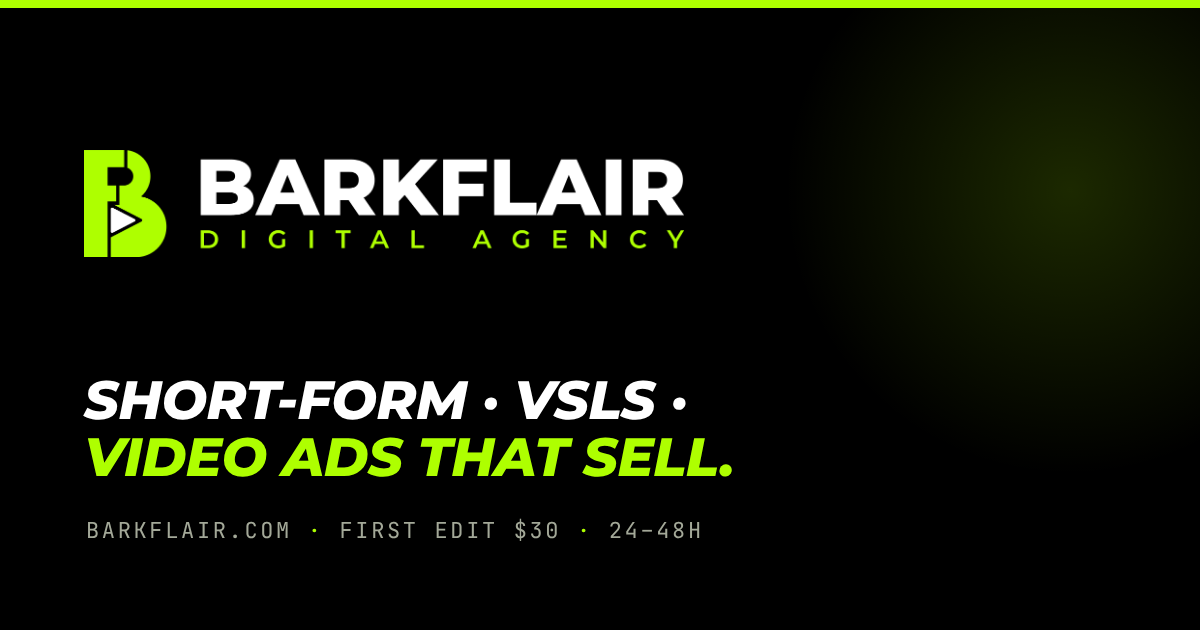 BARKFLAIR
DIGITAL AGENCY
SHORT-FORM · VSLS ·
VIDEO ADS THAT SELL.
BARKFLAIR.COM · FIRST EDIT $30 · 24–48H